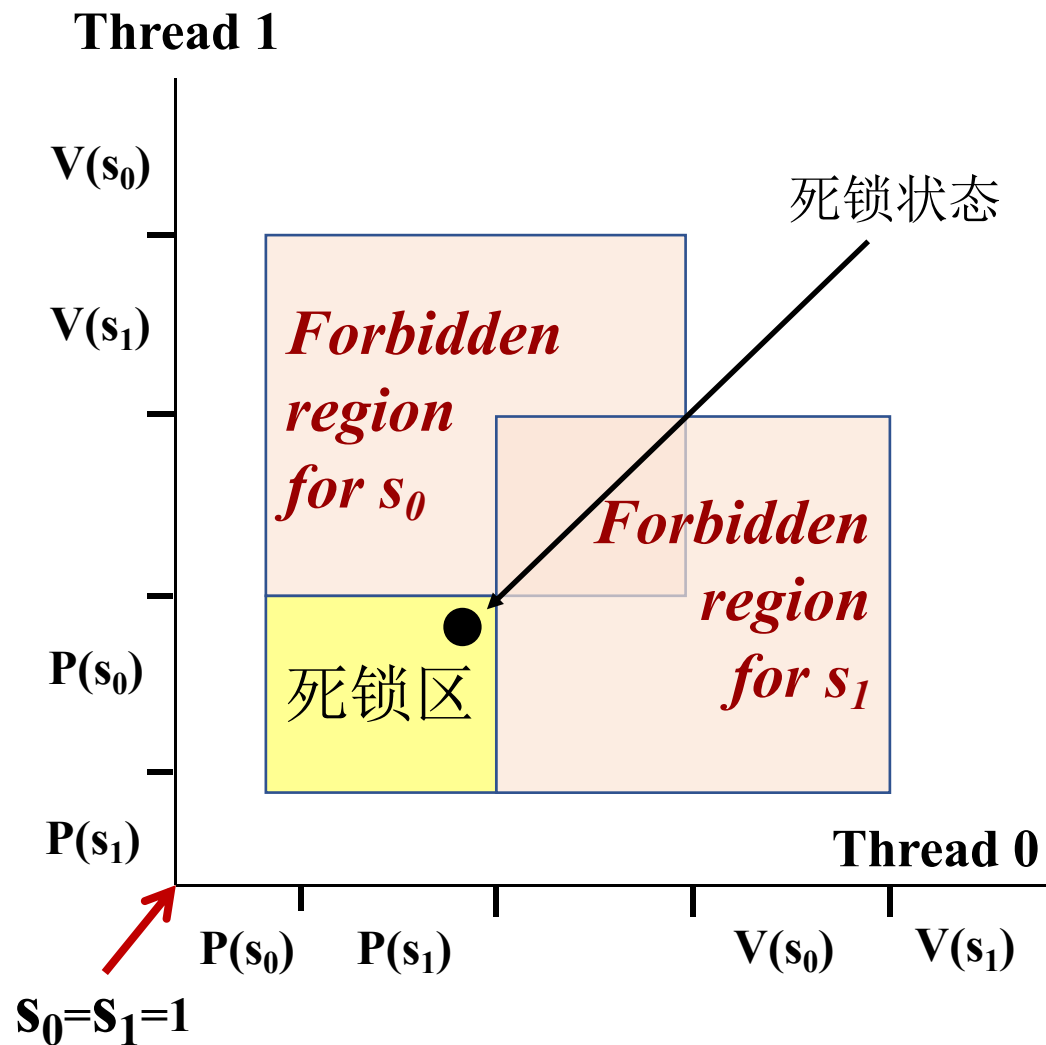 Thread 1
V(s₀)
死锁状态
V(s₁)
Forbidden
region
for s₀
Forbidden
region
for s₁
P(s₀)
死锁区
P(s₁)
Thread 0
P(s₀)
P(s₁)
V(s₀)
V(s₁)
s₀=s₁=1